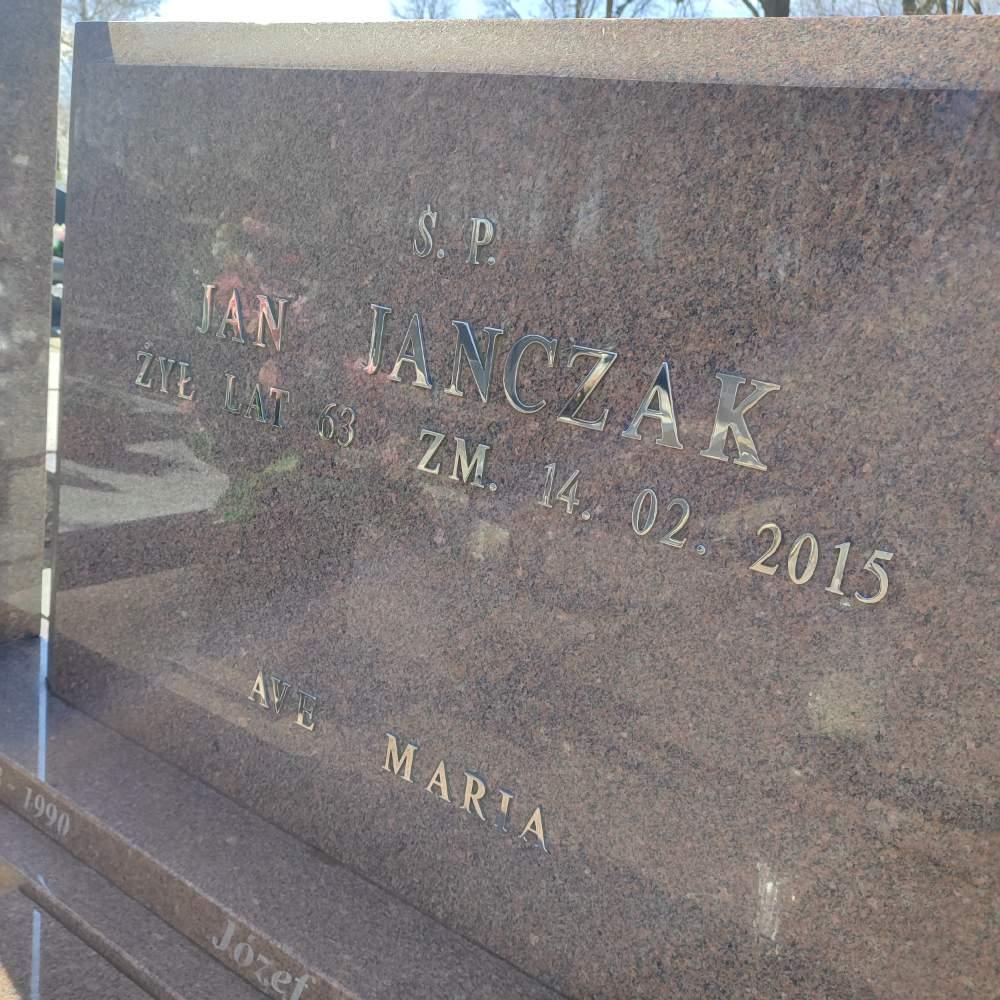 Ś. P.
JAN JANCZAK
ŻYŁ LAT 63 ZM. 14. 02. 2015
AVE MARIA
- 1990
Józef